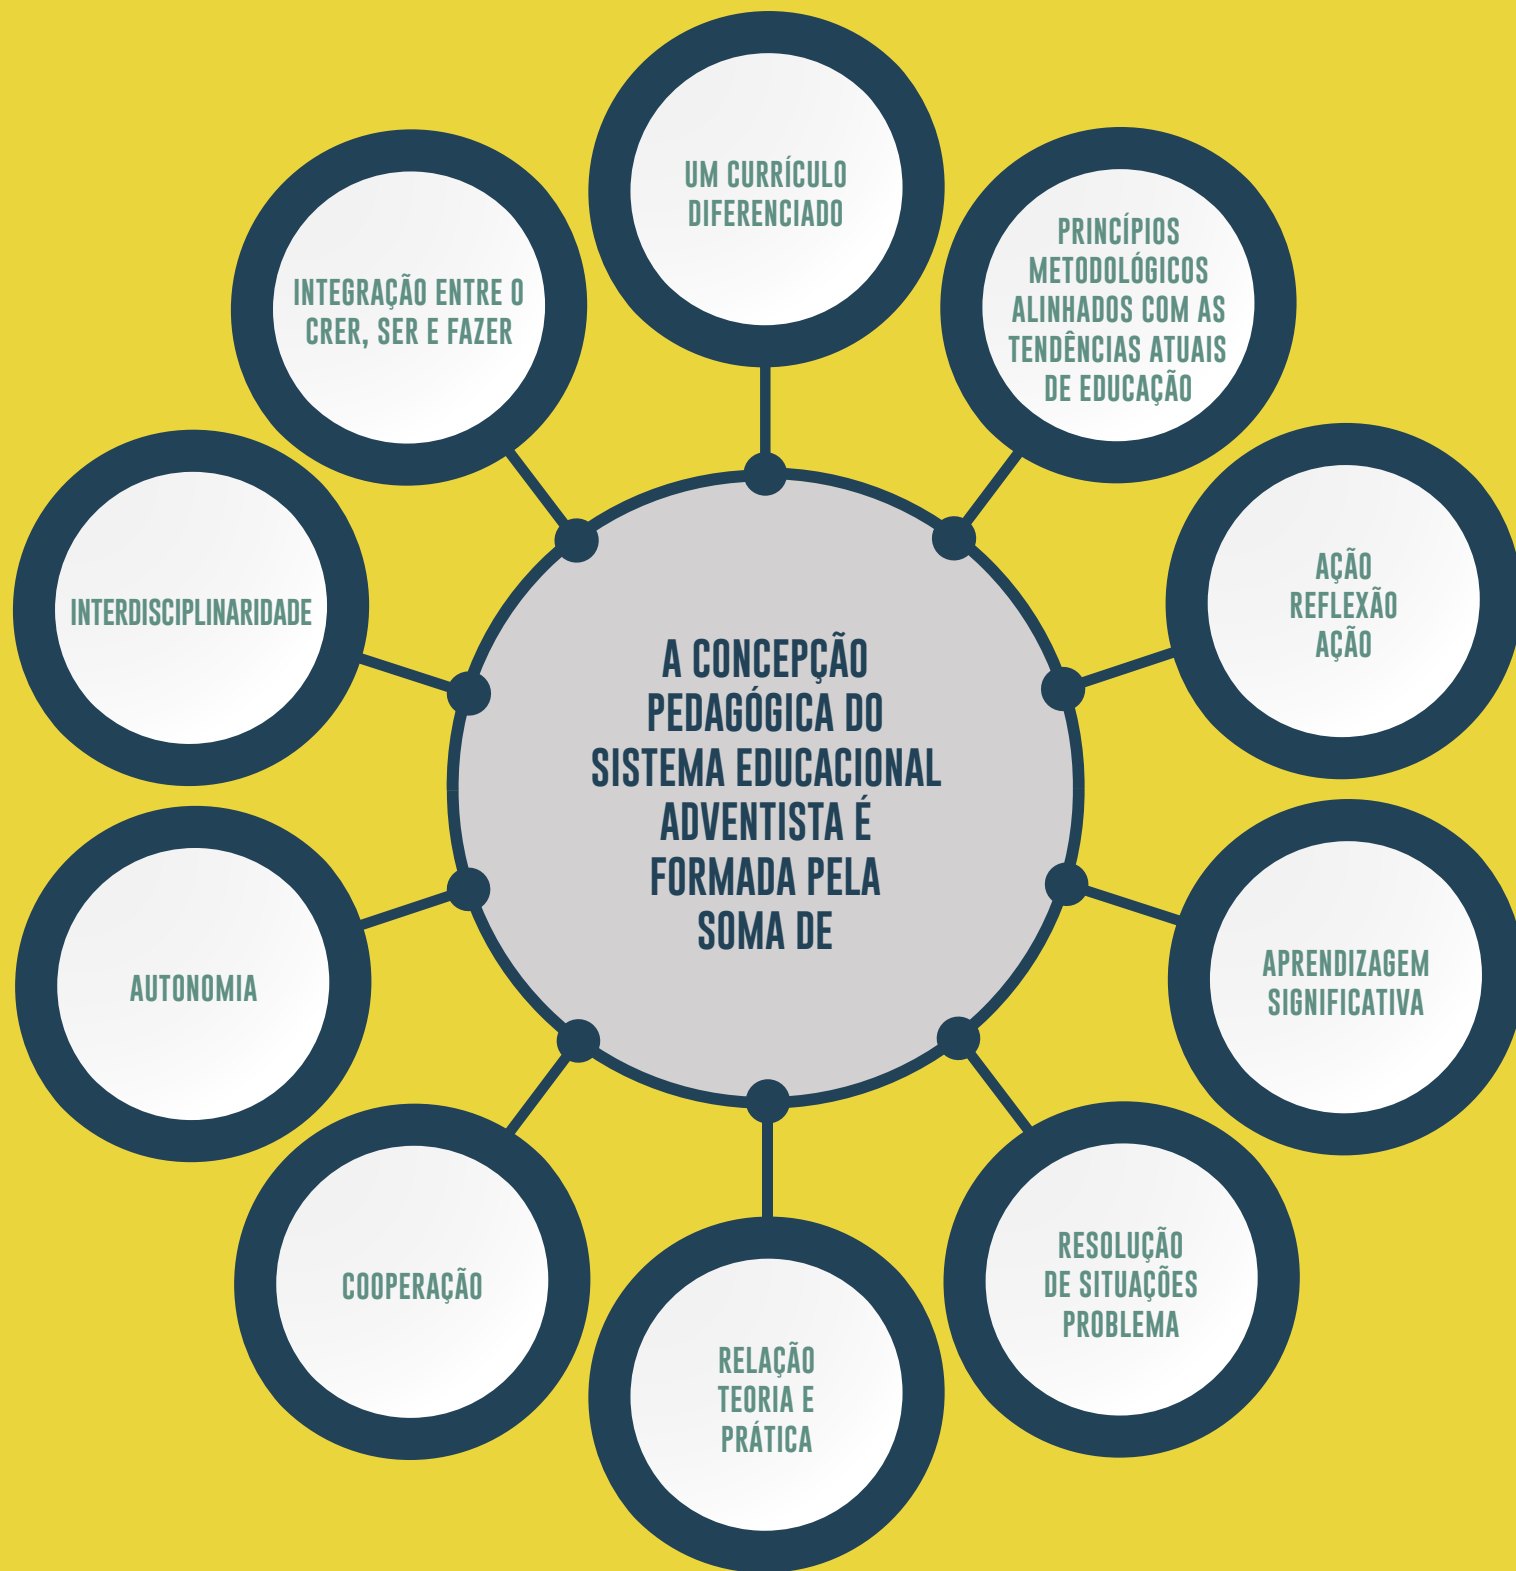 UM CURRÍCULO
DIFERENCIADO
PRINCÍPIOS
METODOLÓGICOS
ALINHADOS COM AS
TENDÊNCIAS ATUAIS
DE EDUCAÇÃO
INTEGRAÇÃO ENTRE O
CRER, SER E FAZER
AÇÃO
REFLEXÃO
AÇÃO
INTERDISCIPLINARIDADE
A CONCEPÇÃO
PEDAGÓGICA DO
SISTEMA EDUCACIONAL
ADVENTISTA É
FORMADA PELA
SOMA DE
APRENDIZAGEM
SIGNIFICATIVA
AUTONOMIA
RESOLUÇÃO
DE SITUAÇÕES
PROBLEMA
COOPERAÇÃO
RELAÇÃO
TEORIA E
PRÁTICA